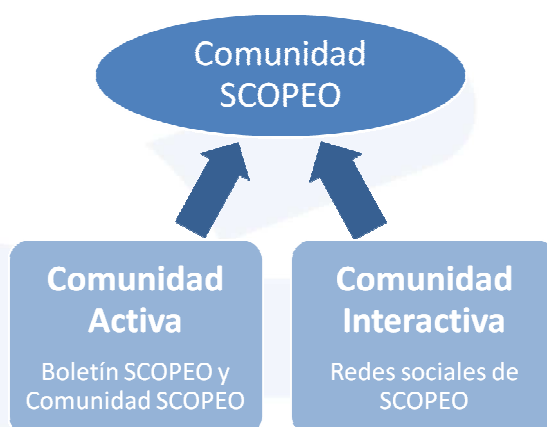 Comunidad
SCOPEO
Comunidad
Activa
Boletín SCOPEO y
Comunidad SCOPEO
Comunidad
Interactiva
Redes sociales de
SCOPEO